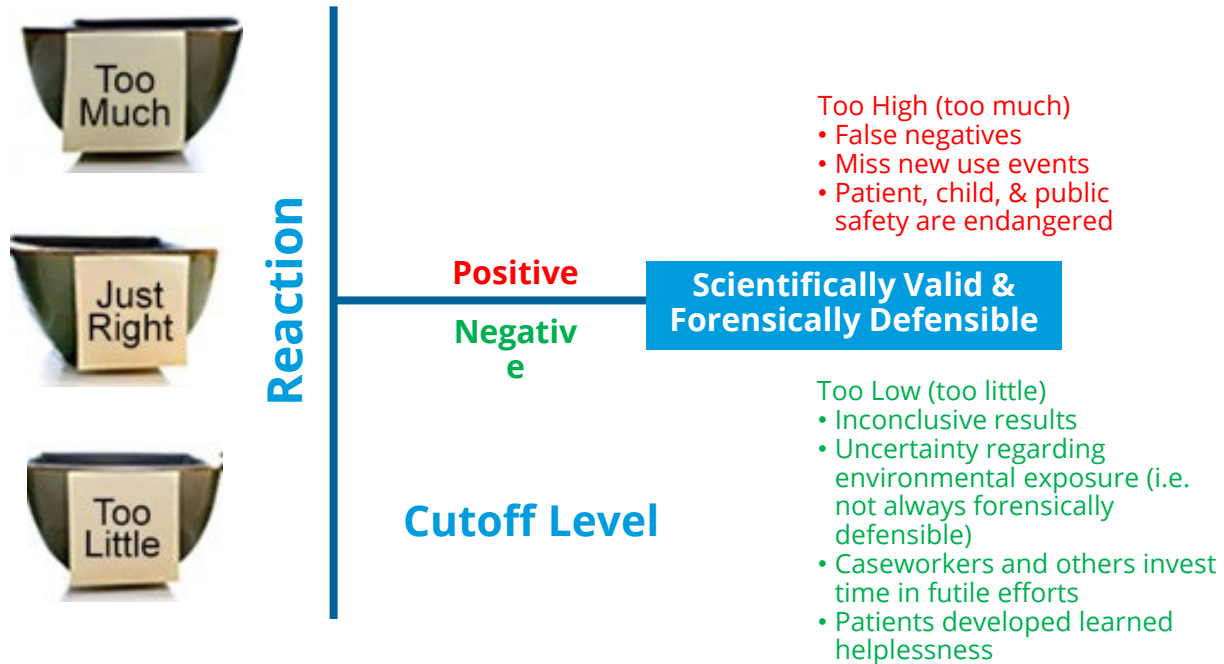 Too
Much
Just
Right
Too
Little
Reaction
Positive
Negativ
e
Cutoff Level
Too High (too much)
• False negatives
• Miss new use events
• Patient, child, & public
safety are endangered
Scientifically Valid &
Forensically Defensible
Too Low (too little)
• Inconclusive results
• Uncertainty regarding
environmental exposure (i.e.
not always forensically
defensible)
• Caseworkers and others invest
time in futile efforts
• Patients developed learned
helplessness